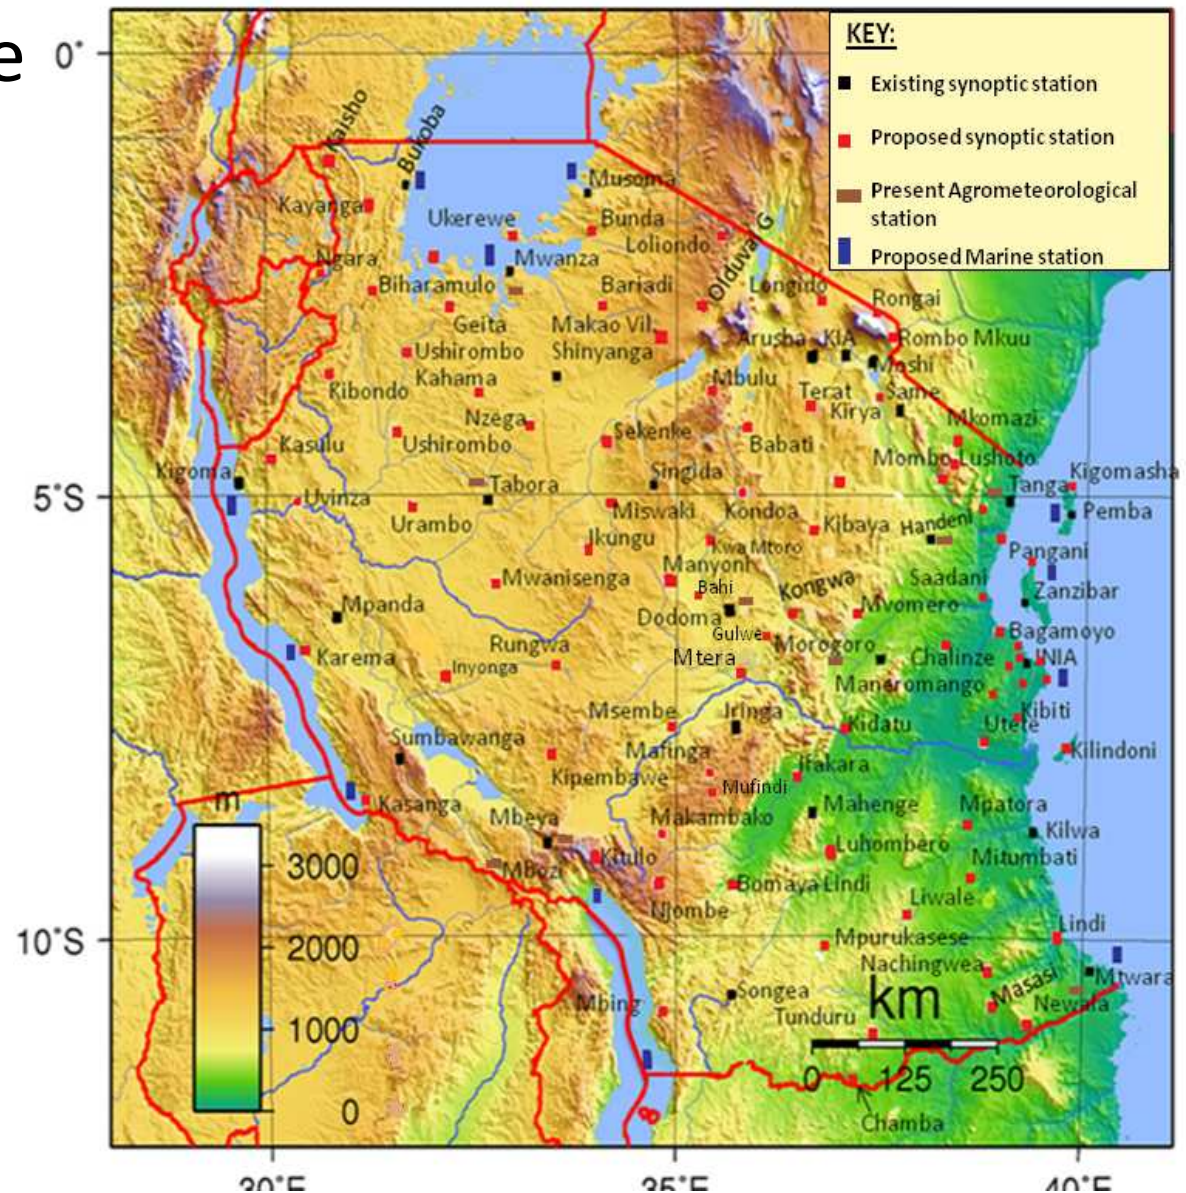 e
KEY:
Existing synoptic station
Proposed synoptic station
Present Agrometeorological
station
Proposed Marine station
0°
Kaisho
Bukoba
Musoma
Kayanga
Ukerewe
Bunda
Loliondo
Olduvai G
Ngara
Mwanza
Biharamulo
Bariadi
Longido
Rongai
Geita
Makao Vil.
Arusha
KIA
Rombo Mkuu
Ushirombo
Shinyanga
Moshi
Kibondo
Kahama
Mbulu
Terat
Same
Kirya
Nzega
Sekenke
Mkomazi
Kasulu
Ushirombo
Babati
Mombo
Lushoto
Kigoma
Singida
Kigomasha
5°S
Uvinza
Tabora
Tanga
Miswaki
Kondoa
Pemba
Urambo
Kibaya
Handeni
Ikungu
Kwa Mtoro
Pangani
Mwanisenga
Manyoni
Bahi
Kongwa
Saadani
Zanzibar
Mpanda
Dodoma
Mvomero
Gulwe
Bagamoyo
Karema
Rungwa
Morogoro
Inyonga
Mtera
Chalinze
JNIA
Maneromango
Msembe
Iringa
Kibiti
Kidatu
Utete
Sumbawanga
Mafinga
Kilindoni
Kipembawe
Ifakara
Mufindi
m
Kasanga
Mbeya
Makambako
Mahenge
Mpatora
Kilwa
3000
Mbozi
Kitulo
Luhombero
Mitumbati
Bomaya Lindi
Liwale
Njombe
10°S
2000
Mpurukasese
Lindi
Nachingwea
Mtwara
Mbing
Songea
km
Masasi
Newala
1000
Tunduru
0
0 125 250
Chamba
30°E 35°E 40°E